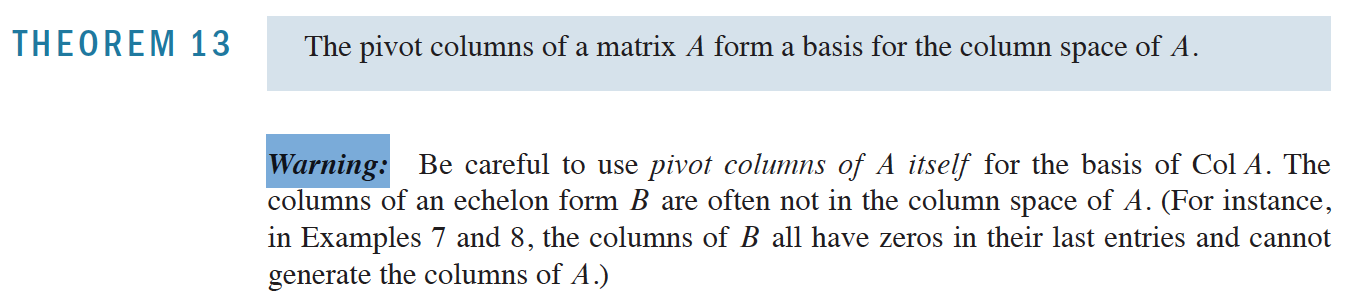 THEOREM 13 The pivot columns of a matrix A form a basis for the column space of A.
Warning: Be careful to use pivot columns of A itself for the basis of Col A. The
columns of an echelon form B are often not in the column space of A. (For instance,
in Examples 7 and 8, the columns of B all have zeros in their last entries and cannot
generate the columns of A.)